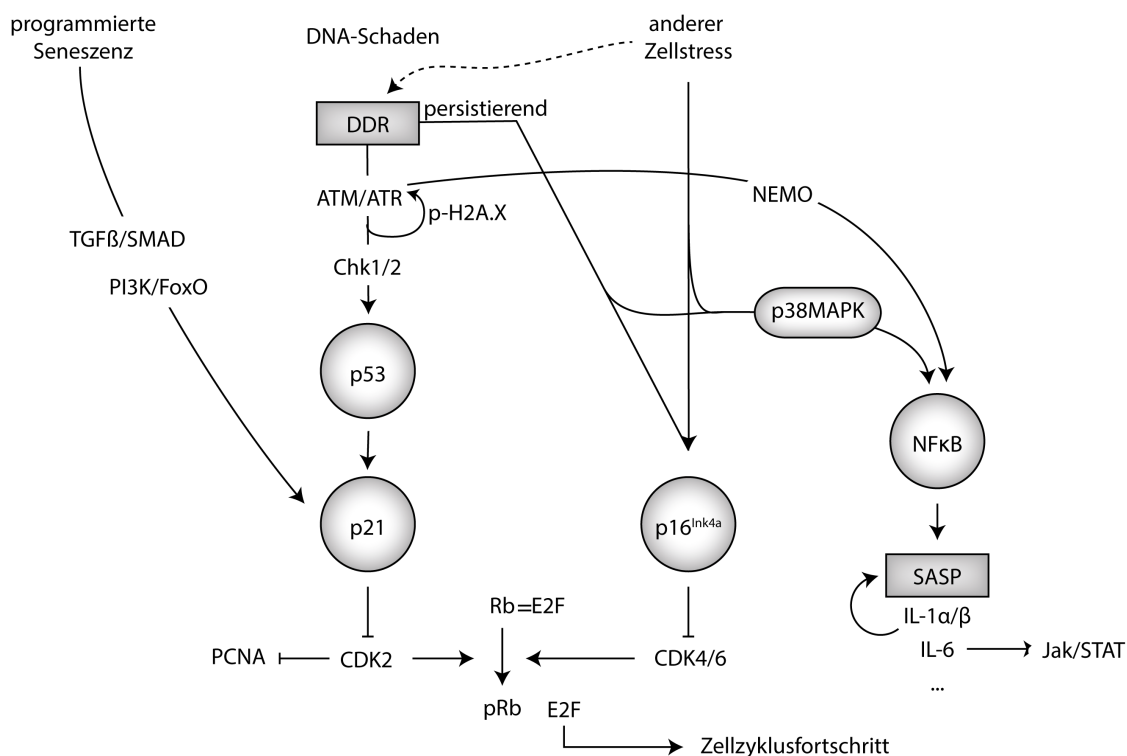 programmierte
Seneszenz
DNA-Schaden
anderer
Zellstress
DDR
persistierend
ATM/ATR
p-H2A.X
NEMO
TGFß/SMAD
PI3K/FoxO
Chk1/2
p38MAPK
p53
NFκB
p21
p16Ink4a
SASP
IL-1α/β
IL-6
Jak/STAT
...
Rb=E2F
PCNA
CDK2
CDK4/6
pRb
E2F
Zellzyklusfortschritt